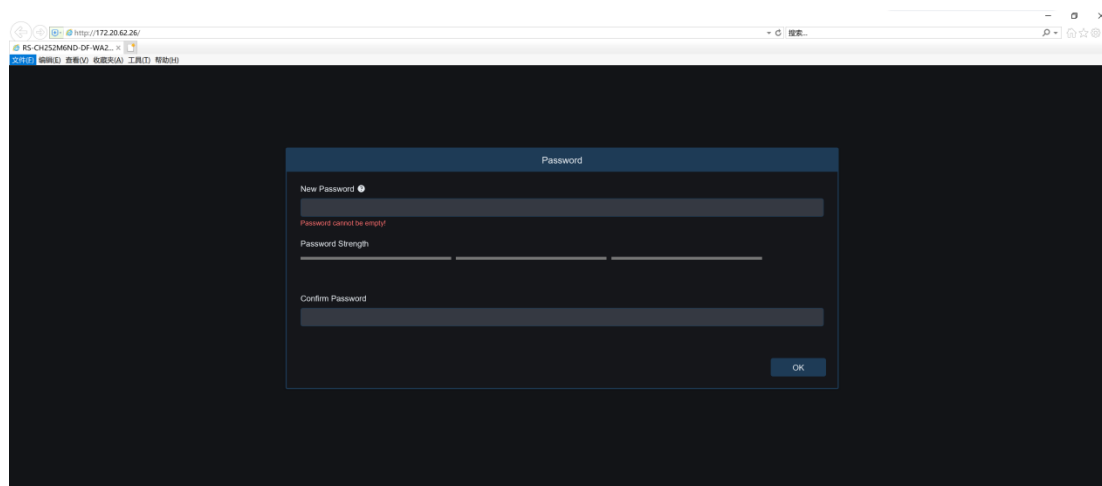 http://172.20.62.26/
搜索...
RS-CH252M6ND-DF-WA2...
文件(F) 编辑(E) 查看(V) 收藏夹(A) 工具(T) 帮助(H)
Password
New Password
Password cannot be empty!
Password Strength
Confirm Password
OK